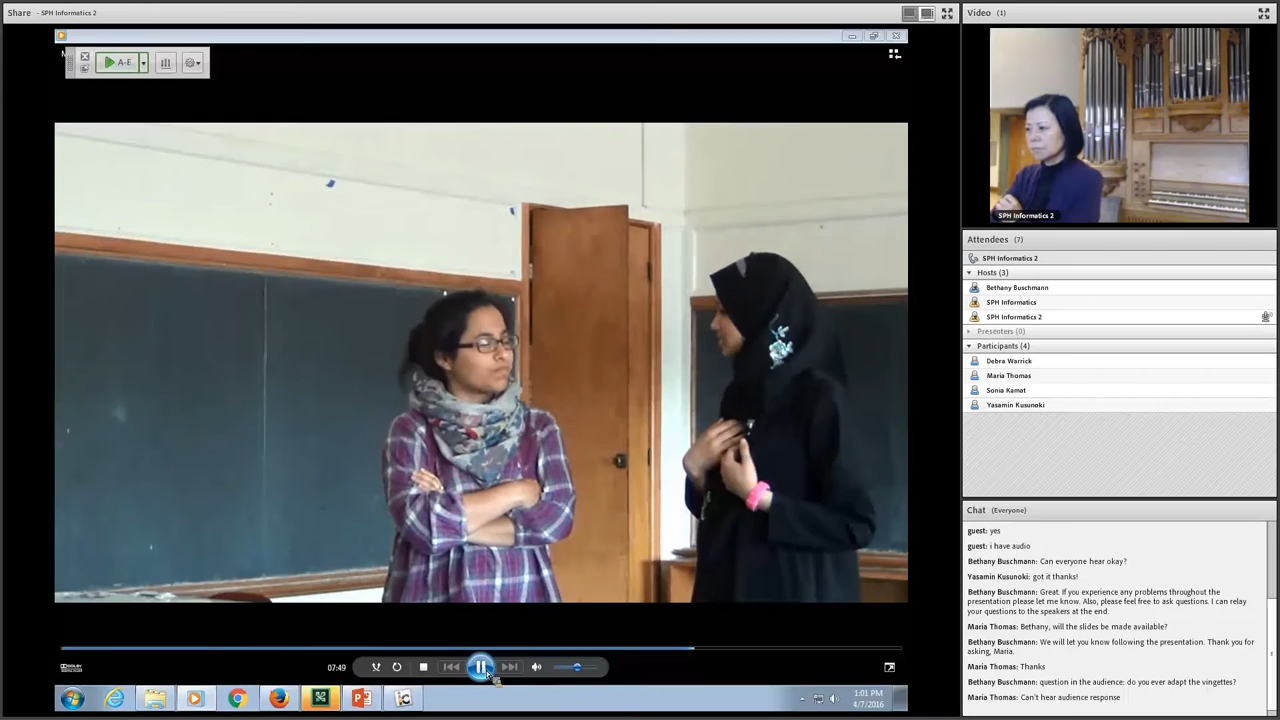 Share - SPH Informatics 2
A-E
07:49
DOLBY
1:01 PM
4/7/2016
Video (1)
SPH Informatics 2
Attendees (7)
SPH Informatics 2
Hosts (3)
Bethany Buschmann
SPH Informatics
SPH Informatics 2
Presenters (0)
Participants (4)
Debra Warrick
Maria Thomas
Sonia Kamat
Yasamin Kusunoki
Chat (Everyone)
guest: yes
guest: i have audio
Bethany Buschmann: Can everyone hear okay?
Yasamin Kusunoki: got it thanks!
Bethany Buschmann: Great. If you experience any problems throughout the
presentation please let me know. Also, please feel free to ask questions. I can relay
your questions to the speakers at the end.
Maria Thomas: Bethany, will the slides be made available?
Bethany Buschmann: We will let you know following the presentation. Thank you for
asking, Maria.
Maria Thomas: Thanks
Bethany Buschmann: question in the audience: do you ever adapt the vingettes?
Maria Thomas: Can't hear audience response